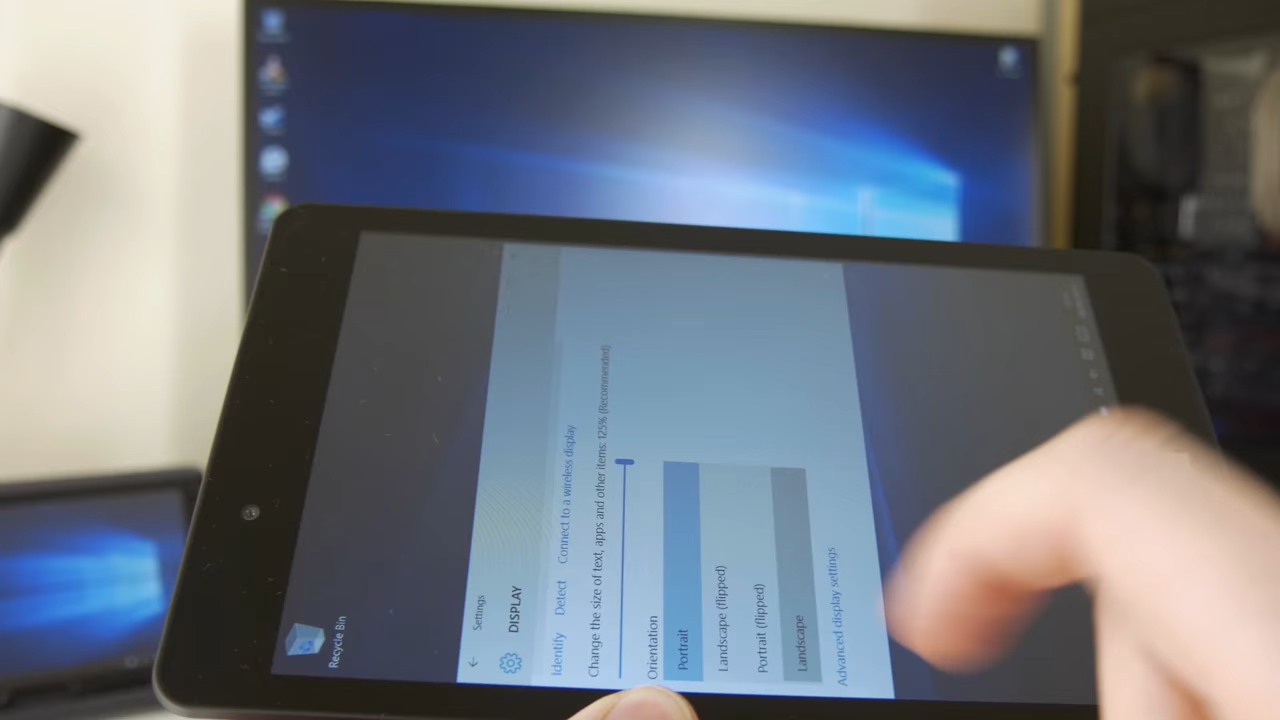 Recycle Bin
Settings
DISPLAY
Identify Detect Connect to a wireless display
Change the size of text, apps and other items: 125% (Recommended)
Orientation
Portrait
Landscape (flipped)
Portrait (flipped)
Landscape
Advanced display settings